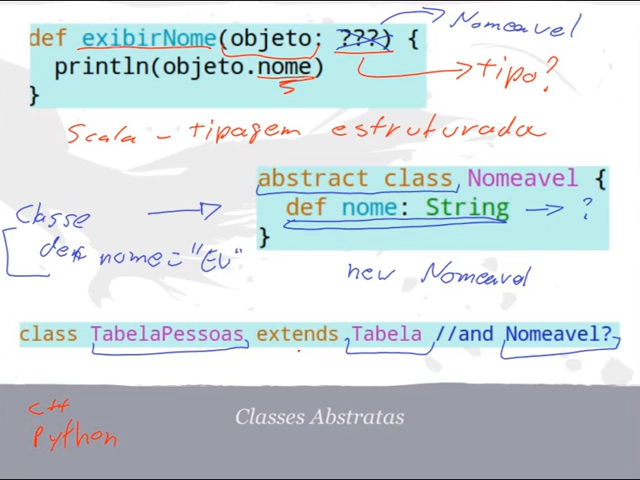 def exibirNome(objeto: ???) { Nomeavel
println(objeto.nome) tipo?
}
Scala - tipagem estruturada
abstract class Nomeavel {
Classe
def nome: String ?
def nome = "EU"
}
new Nomeavel
class TabelaPessoas extends Tabela //and Nomeavel?
C++
Python
Classes Abstratas